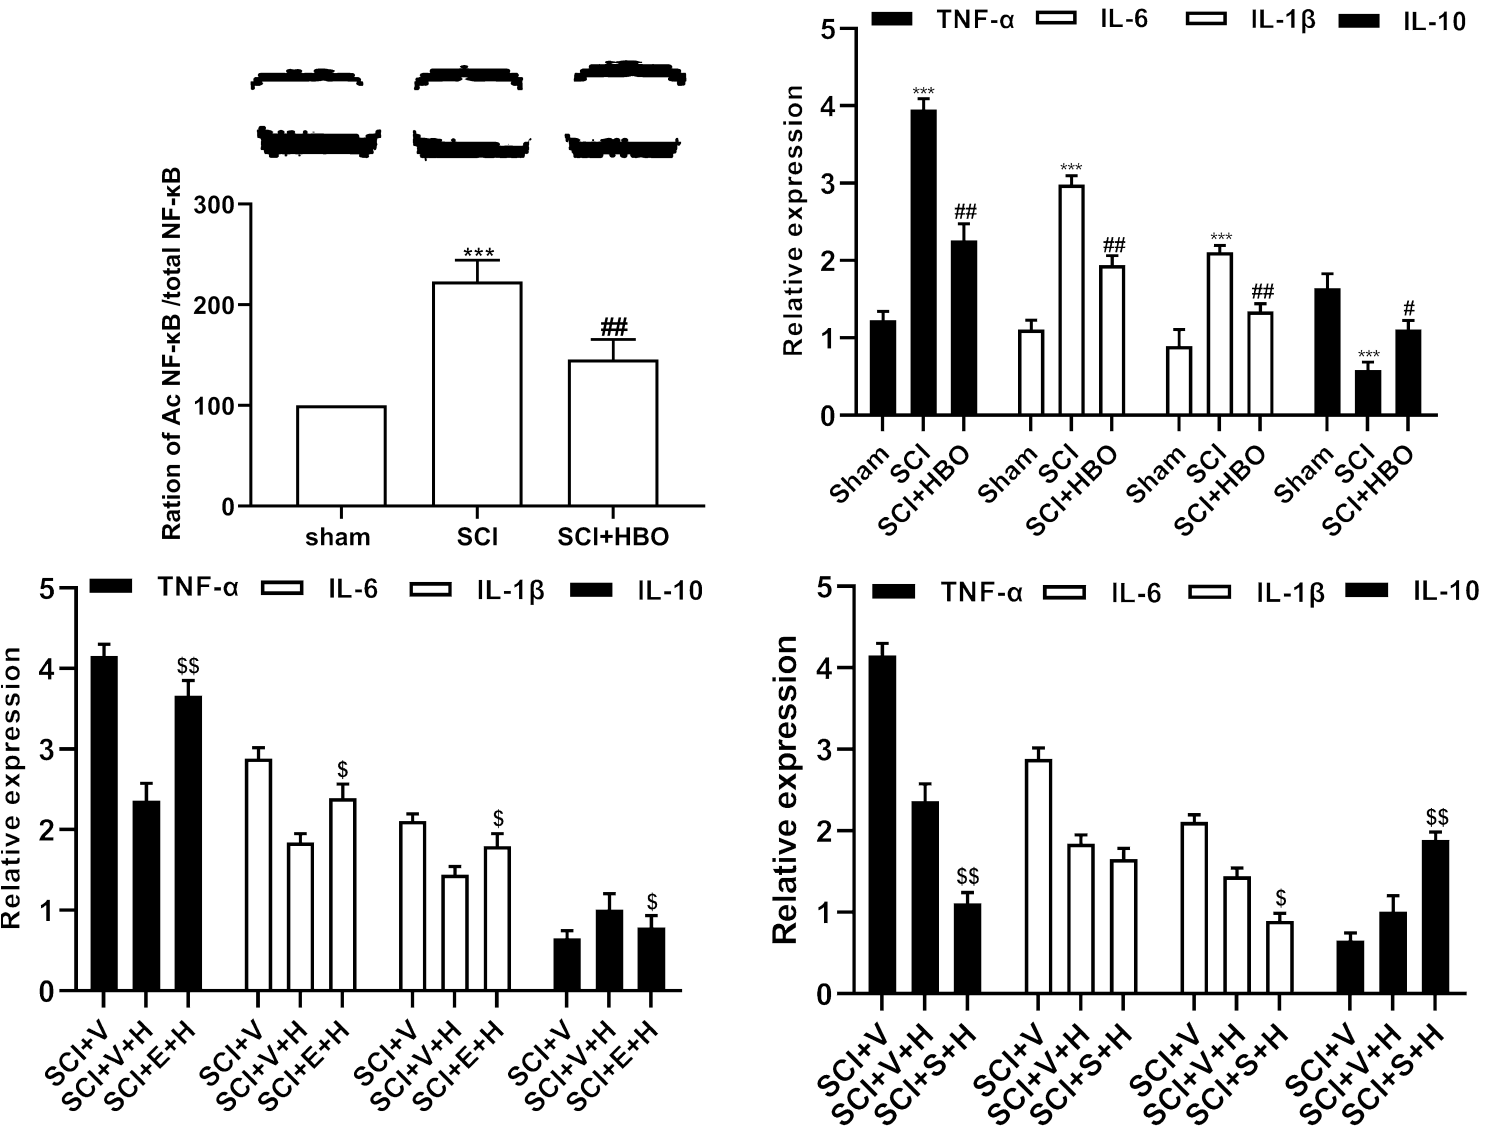 Ration of Ac NF-κB /total NF-κB
300
200
100
0
***
##
sham SCI SCI+HBO
TNF-α IL-6 IL-1β IL-10
Relative expression
5
4
3
2
1
0
*** ## *** ## *** ## *** #
Sham SCI SCI+HBO Sham SCI SCI+HBO Sham SCI SCI+HBO Sham SCI SCI+HBO
TNF-α IL-6 IL-1β IL-10
Relative expression
5
4
3
2
1
0
$$ $ $ $
SCI+V SCI+V+H SCI+E+H SCI+V SCI+V+H SCI+E+H SCI+V SCI+V+H SCI+E+H SCI+V SCI+V+H SCI+E+H
TNF-α IL-6 IL-1β IL-10
Relative expression
5
4
3
2
1
0
$$ $ $$
SCI+V SCI+V+H SCI+S+H SCI+V SCI+V+H SCI+S+H SCI+V SCI+V+H SCI+S+H SCI+V SCI+V+H SCI+S+H